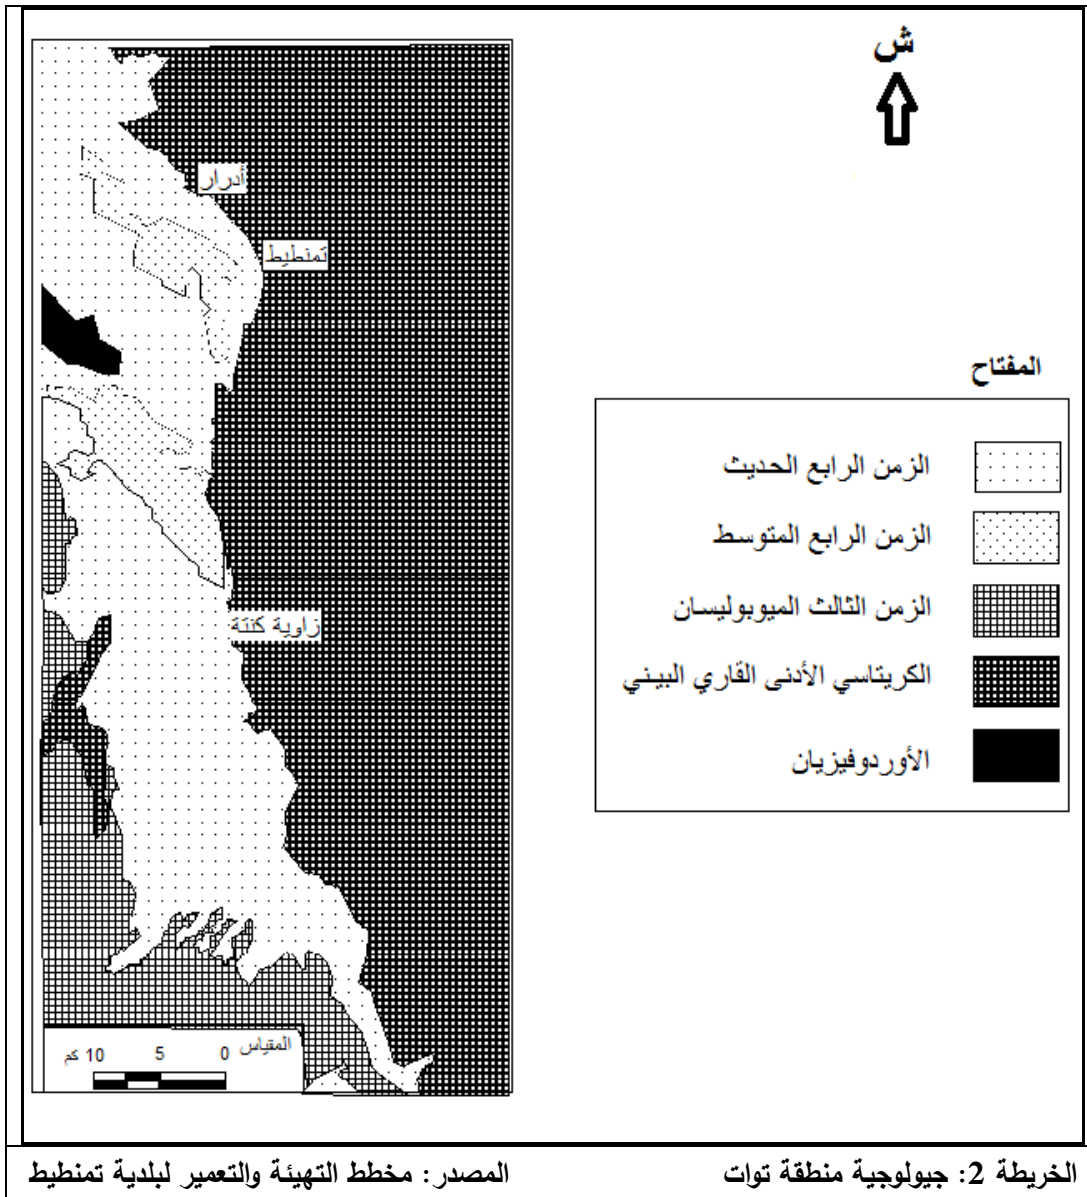 ش
أدرار
تمنطيط
زاوية كنتة
المفتاح
الزمن الرابع الحديث
الزمن الرابع المتوسط
الزمن الثالث الميوبوليسان
الكريتاسي الأدنى القاري البيني
الأوردوفيزيان
المقياس 0 5 10 كم
الخريطة 2: جيولوجية منطقة توات
المصدر: مخطط التهيئة والتعمير لبلدية تمنطيط